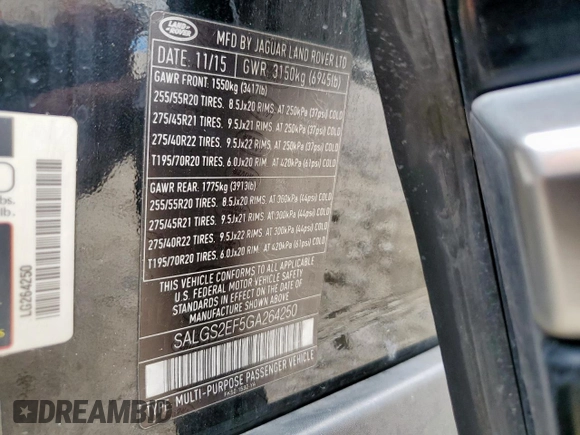 LAND
ROVER
MFD BY JAGUAR LAND ROVER LTD
DATE: 11/15 GWR: 3150kg (6945lb)
GAWR FRONT: 1550kg (3417lb)
255/55R20 TIRES. 8.5Jx20 RIMS. AT 250kPa (37psi) COLD
275/45R21 TIRES. 9.5Jx21 RIMS. AT 250kPa (37psi) COLD
275/40R22 TIRES. 9.5Jx22 RIMS. AT 250kPa (37psi) COLD
T195/70R20 TIRES. 6.0Jx20 RIM. AT 420kPa (61psi) COLD
GAWR REAR: 1775kg (3913lb)
255/55R20 TIRES. 8.5Jx20 RIMS. AT 300kPa (44psi) COLD
275/45R21 TIRES. 9.5Jx21 RIMS. AT 300kPa (44psi) COLD
275/40R22 TIRES. 9.5Jx22 RIMS. AT 300kPa (44psi) COLD
T195/70R20 TIRES. 6.0Jx20 RIM. AT 420kPa (61psi) COLD
THIS VEHICLE CONFORMS TO ALL APPLICABLE
U.S. FEDERAL MOTOR VEHICLE SAFETY
STANDARDS IN EFFECT ON THE DATE OF
MANUFACTURE SHOWN ABOVE
SALGS2EF5GA264250
MULTI-PURPOSE PASSENGER VEHICLE
LG264250
lb.
DREAMBID